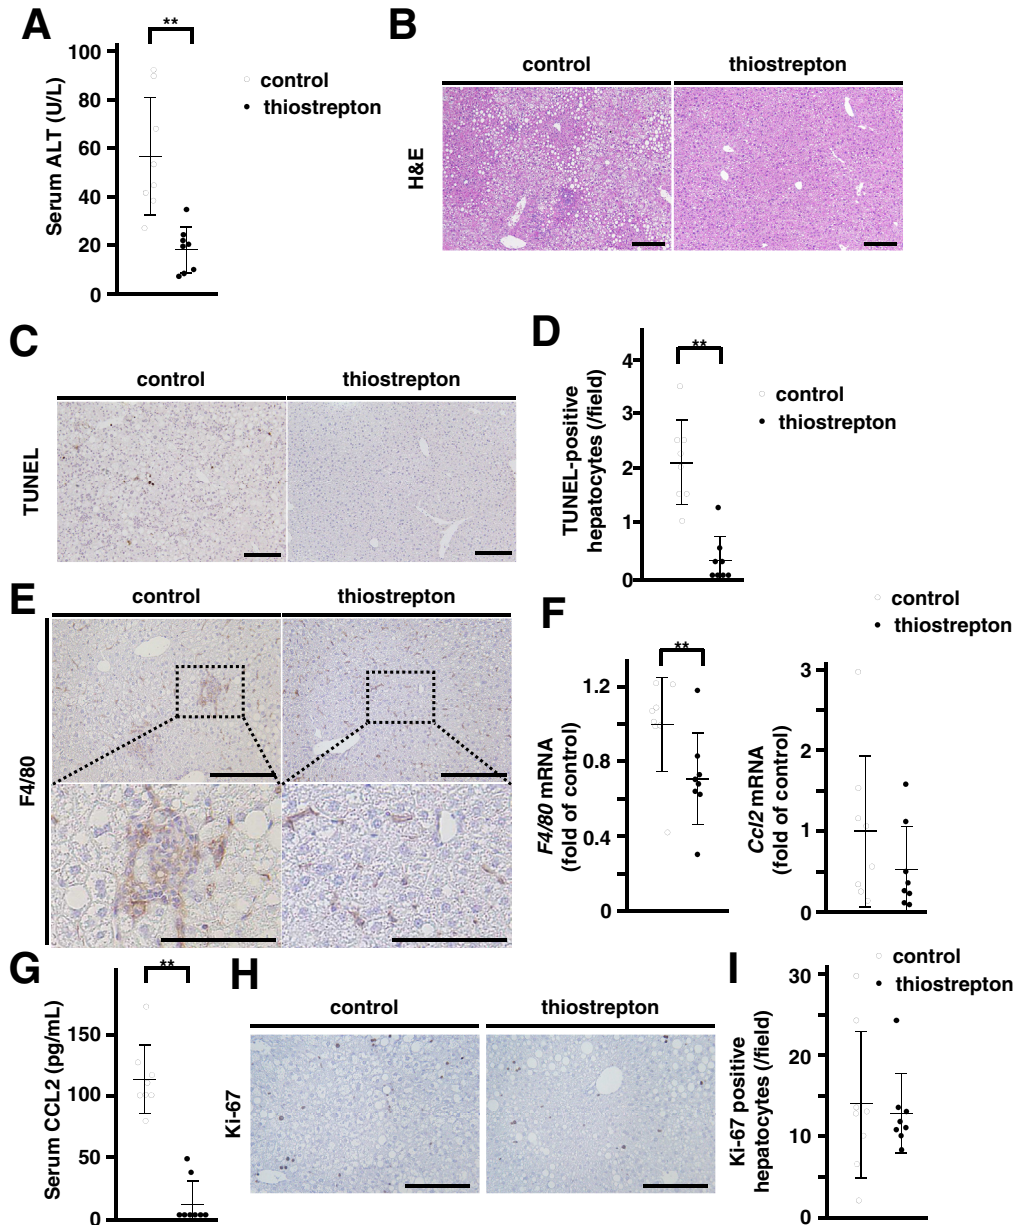 A
**
100
80
60
40
20
0
Serum ALT (U/L)
control
thiostrepton
B
control
thiostrepton
H&E
C
control
thiostrepton
TUNEL
D
**
4
3
2
1
0
TUNEL-positive
hepatocytes (/field)
control
thiostrepton
E
control
thiostrepton
F4/80
F
control
thiostrepton
**
1.2
0.8
0.4
0
F4/80 mRNA
(fold of control)
3
2
1
0
Ccl2 mRNA
(fold of control)
G
**
150
100
50
0
Serum CCL2 (pg/mL)
H
control
thiostrepton
Ki-67
I
control
thiostrepton
30
20
10
0
Ki-67 positive
hepatocytes (/field)